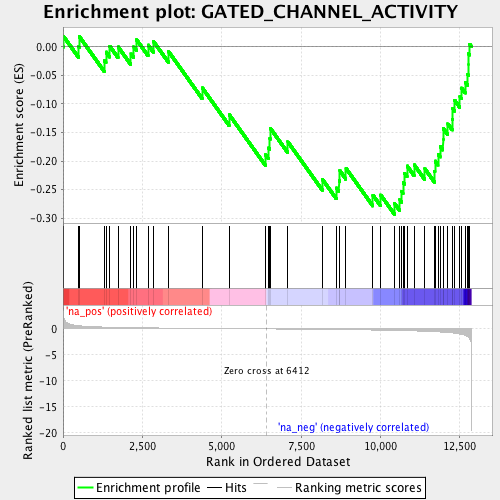 Enrichment plot: GATED_CHANNEL_ACTIVITY
Enrichment score (ES)
0.00
-0.05
-0.10
-0.15
-0.20
-0.25
-0.30
Ranked list metric (PreRanked)
'na_pos' (positively correlated)
0
-5
-10
-15
-20
Zero cross at 6412
'na_neg' (negatively correlated)
0 2,500 5,000 7,500 10,000 12,500
Rank in Ordered Dataset
Enrichment profile Hits Ranking metric scores